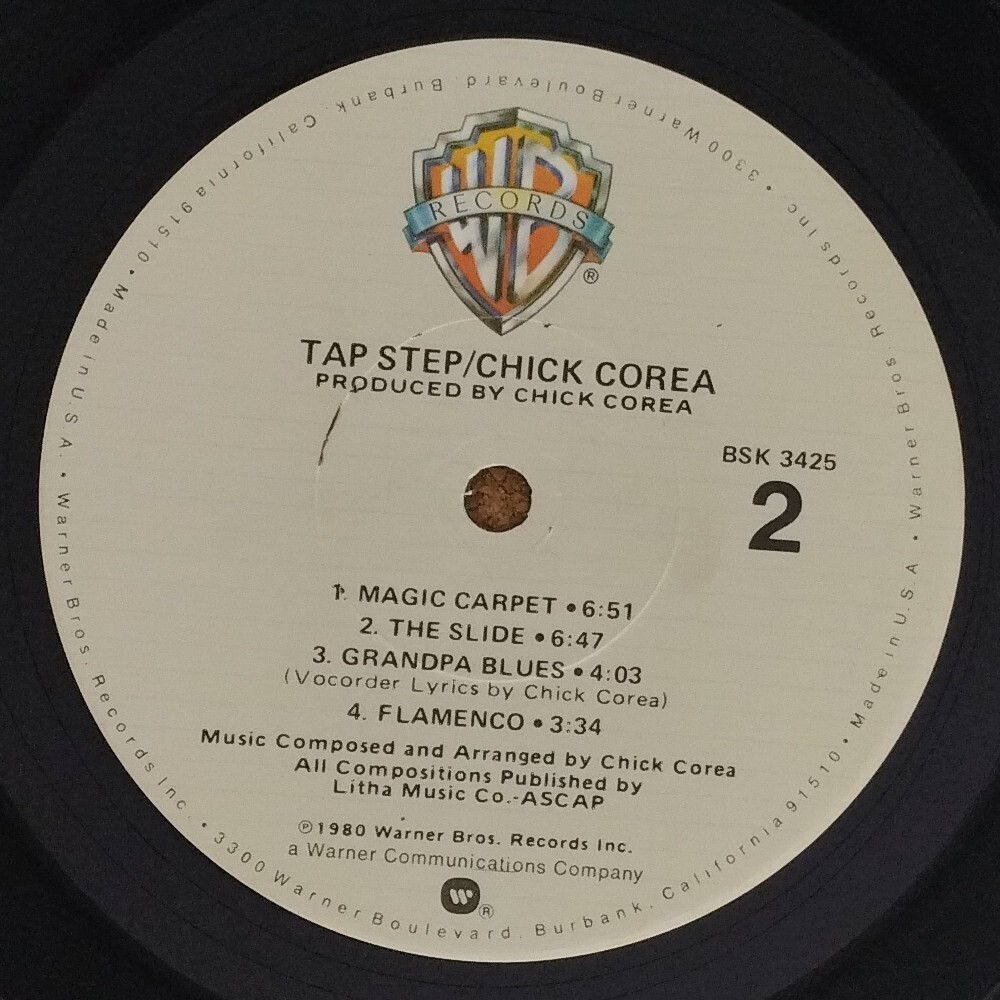 WB
RECORDS
®
TAP STEP/CHICK COREA
PRODUCED BY CHICK COREA
BSK 3425
2
1. MAGIC CARPET • 6:51
2. THE SLIDE • 6:47
3. GRANDPA BLUES • 4:03
(Vocorder Lyrics by Chick Corea)
4. FLAMENCO • 3:34
Music Composed and Arranged by Chick Corea
All Compositions Published by
Litha Music Co.-ASCAP
℗1980 Warner Bros. Records Inc.
a Warner Communications Company
W®
Warner Bros. Records Inc. • 3300 Warner Boulevard, Burbank, California 91510 • Made in U.S.A. • Warner Bros. Records Inc. • 3300 Warner Boulevard, Burbank, California 91510 • Made in U.S.A. •